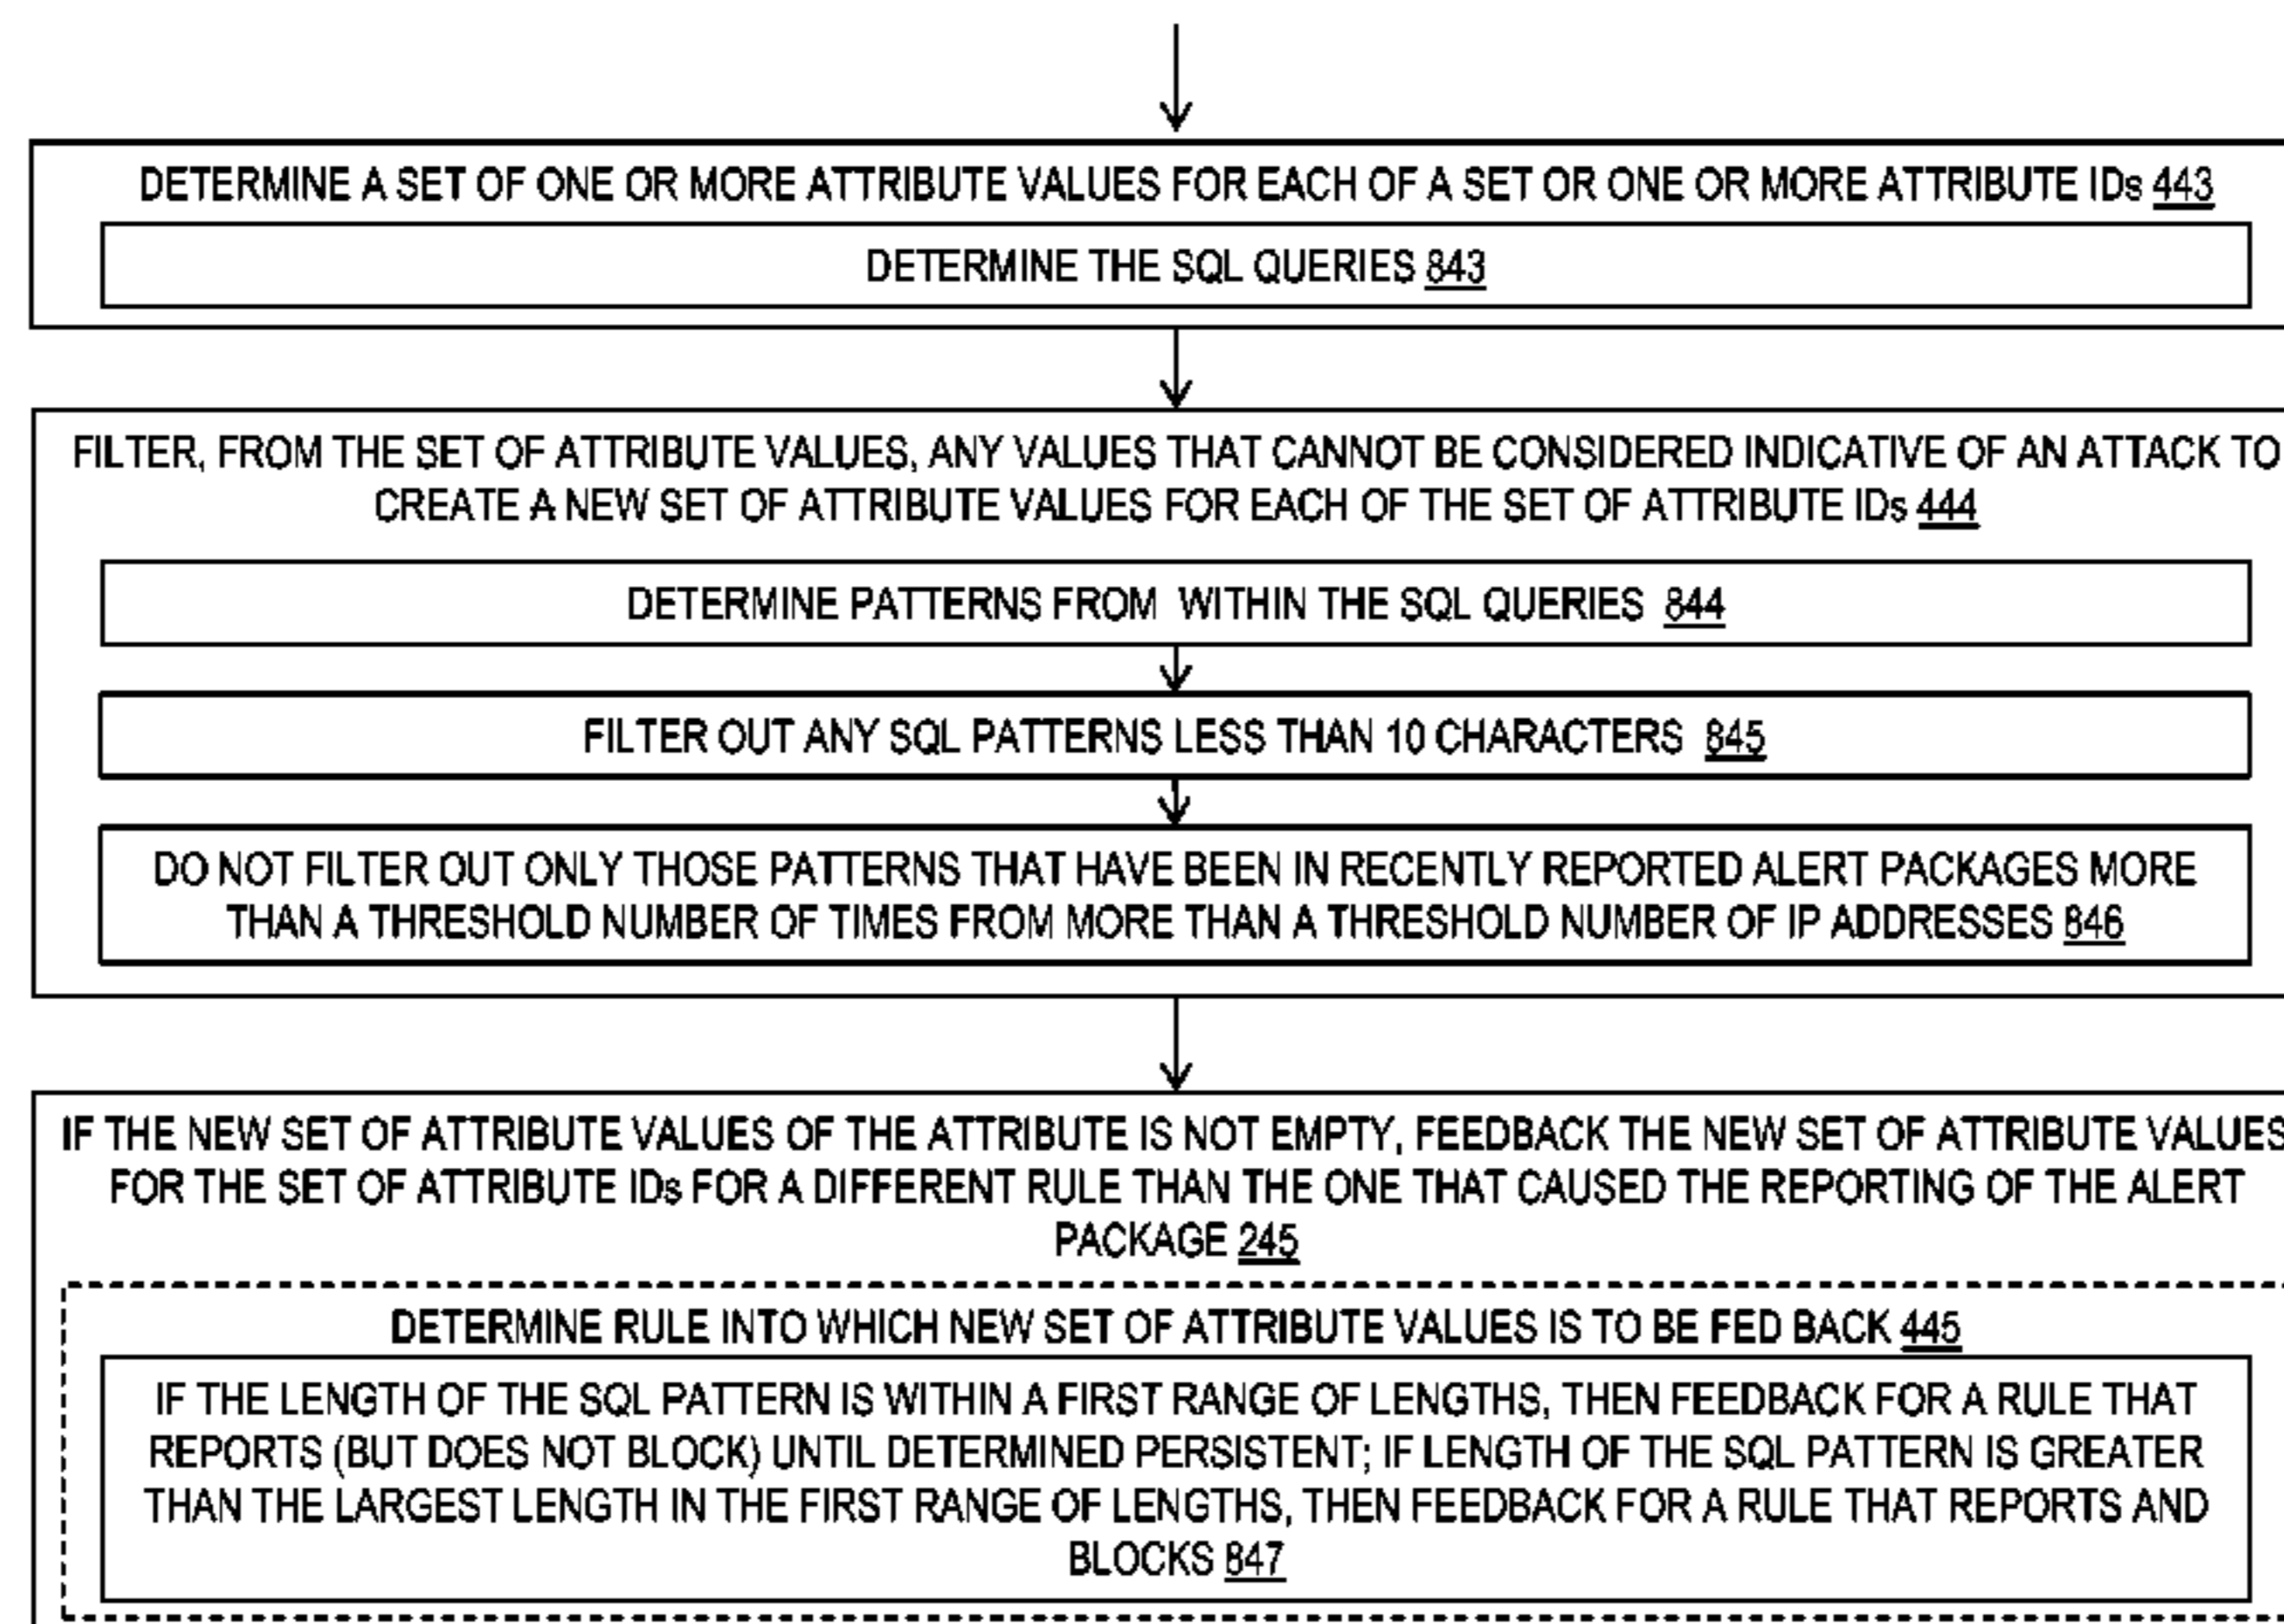 DETERMINE A SET OF ONE OR MORE ATTRIBUTE VALUES FOR EACH OF A SET OR ONE OR MORE ATTRIBUTE IDs 443
DETERMINE THE SQL QUERIES 843
FILTER, FROM THE SET OF ATTRIBUTE VALUES, ANY VALUES THAT CANNOT BE CONSIDERED INDICATIVE OF AN ATTACK TO
CREATE A NEW SET OF ATTRIBUTE VALUES FOR EACH OF THE SET OF ATTRIBUTE IDs 444
DETERMINE PATTERNS FROM WITHIN THE SQL QUERIES 844
FILTER OUT ANY SQL PATTERNS LESS THAN 10 CHARACTERS 845
DO NOT FILTER OUT ONLY THOSE PATTERNS THAT HAVE BEEN IN RECENTLY REPORTED ALERT PACKAGES MORE
THAN A THRESHOLD NUMBER OF TIMES FROM MORE THAN A THRESHOLD NUMBER OF IP ADDRESSES 846
IF THE NEW SET OF ATTRIBUTE VALUES OF THE ATTRIBUTE IS NOT EMPTY, FEEDBACK THE NEW SET OF ATTRIBUTE VALUES
FOR THE SET OF ATTRIBUTE IDs FOR A DIFFERENT RULE THAN THE ONE THAT CAUSED THE REPORTING OF THE ALERT
PACKAGE 245
DETERMINE RULE INTO WHICH NEW SET OF ATTRIBUTE VALUES IS TO BE FED BACK 445
IF THE LENGTH OF THE SQL PATTERN IS WITHIN A FIRST RANGE OF LENGTHS, THEN FEEDBACK FOR A RULE THAT
REPORTS (BUT DOES NOT BLOCK) UNTIL DETERMINED PERSISTENT; IF LENGTH OF THE SQL PATTERN IS GREATER
THAN THE LARGEST LENGTH IN THE FIRST RANGE OF LENGTHS, THEN FEEDBACK FOR A RULE THAT REPORTS AND
BLOCKS 847